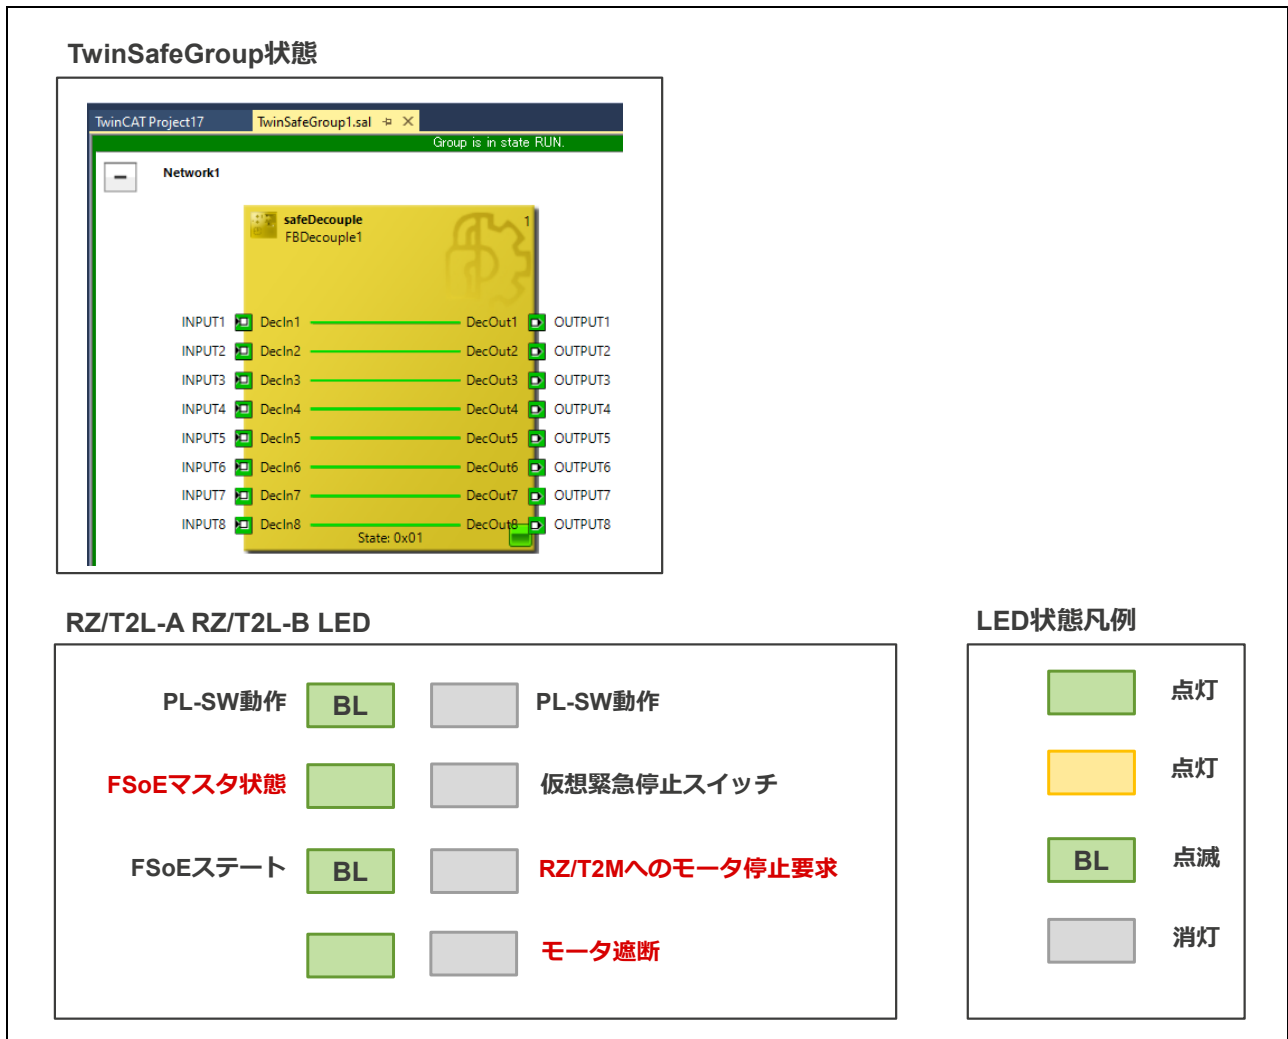 TwinSafeGroup状態
TwinCAT Project17 TwinSafeGroup1.sal
Group is in state RUN.
Network1
safeDecouple 1
FBDecouple1
INPUT1 DecIn1 DecOut1 OUTPUT1
INPUT2 DecIn2 DecOut2 OUTPUT2
INPUT3 DecIn3 DecOut3 OUTPUT3
INPUT4 DecIn4 DecOut4 OUTPUT4
INPUT5 DecIn5 DecOut5 OUTPUT5
INPUT6 DecIn6 DecOut6 OUTPUT6
INPUT7 DecIn7 DecOut7 OUTPUT7
INPUT8 DecIn8 DecOut8 OUTPUT8
State: 0x01
RZ/T2L-A RZ/T2L-B LED
PL-SW動作 BL PL-SW動作
FSoEマスタ状態 仮想緊急停止スイッチ
FSoEステート BL RZ/T2Mへのモータ停止要求
モータ遮断
LED状態凡例
点灯
点灯
BL 点滅
消灯